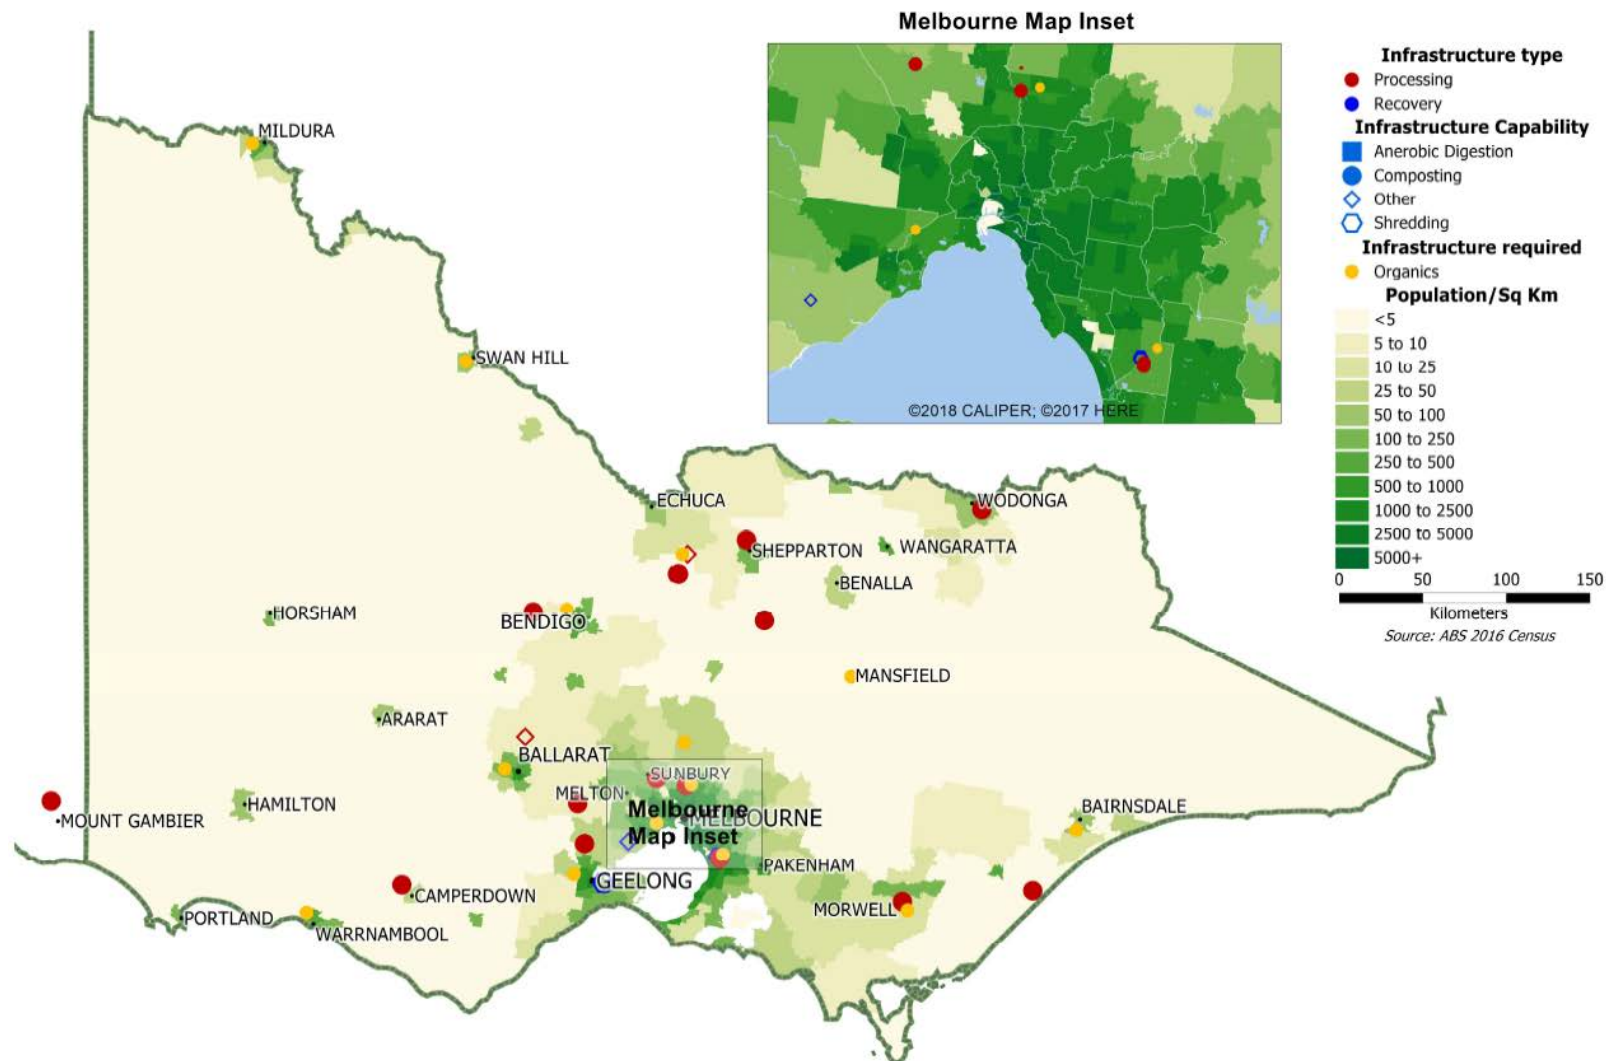 Melbourne Map Inset
©2018 CALIPER; ©2017 HERE
Infrastructure type
Processing
Recovery
Infrastructure Capability
Anerobic Digestion
Composting
Other
Shredding
Infrastructure required
Organics
Population/Sq Km
<5
5 to 10
10 to 25
25 to 50
50 to 100
100 to 250
250 to 500
500 to 1000
1000 to 2500
2500 to 5000
5000+
0 50 100 150
Kilometers
Source: ABS 2016 Census
MILDURA
SWAN HILL
ECHUCA
WODONGA
SHEPPARTON
WANGARATTA
BENALLA
HORSHAM
BENDIGO
MANSFIELD
ARARAT
BALLARAT
SUNBURY
MELTON
HAMILTON
Melbourne
Map Inset
MELBOURNE
BAIRNSDALE
MOUNT GAMBIER
PAKENHAM
GEELONG
CAMPERDOWN
MORWELL
PORTLAND
WARRNAMBOOL